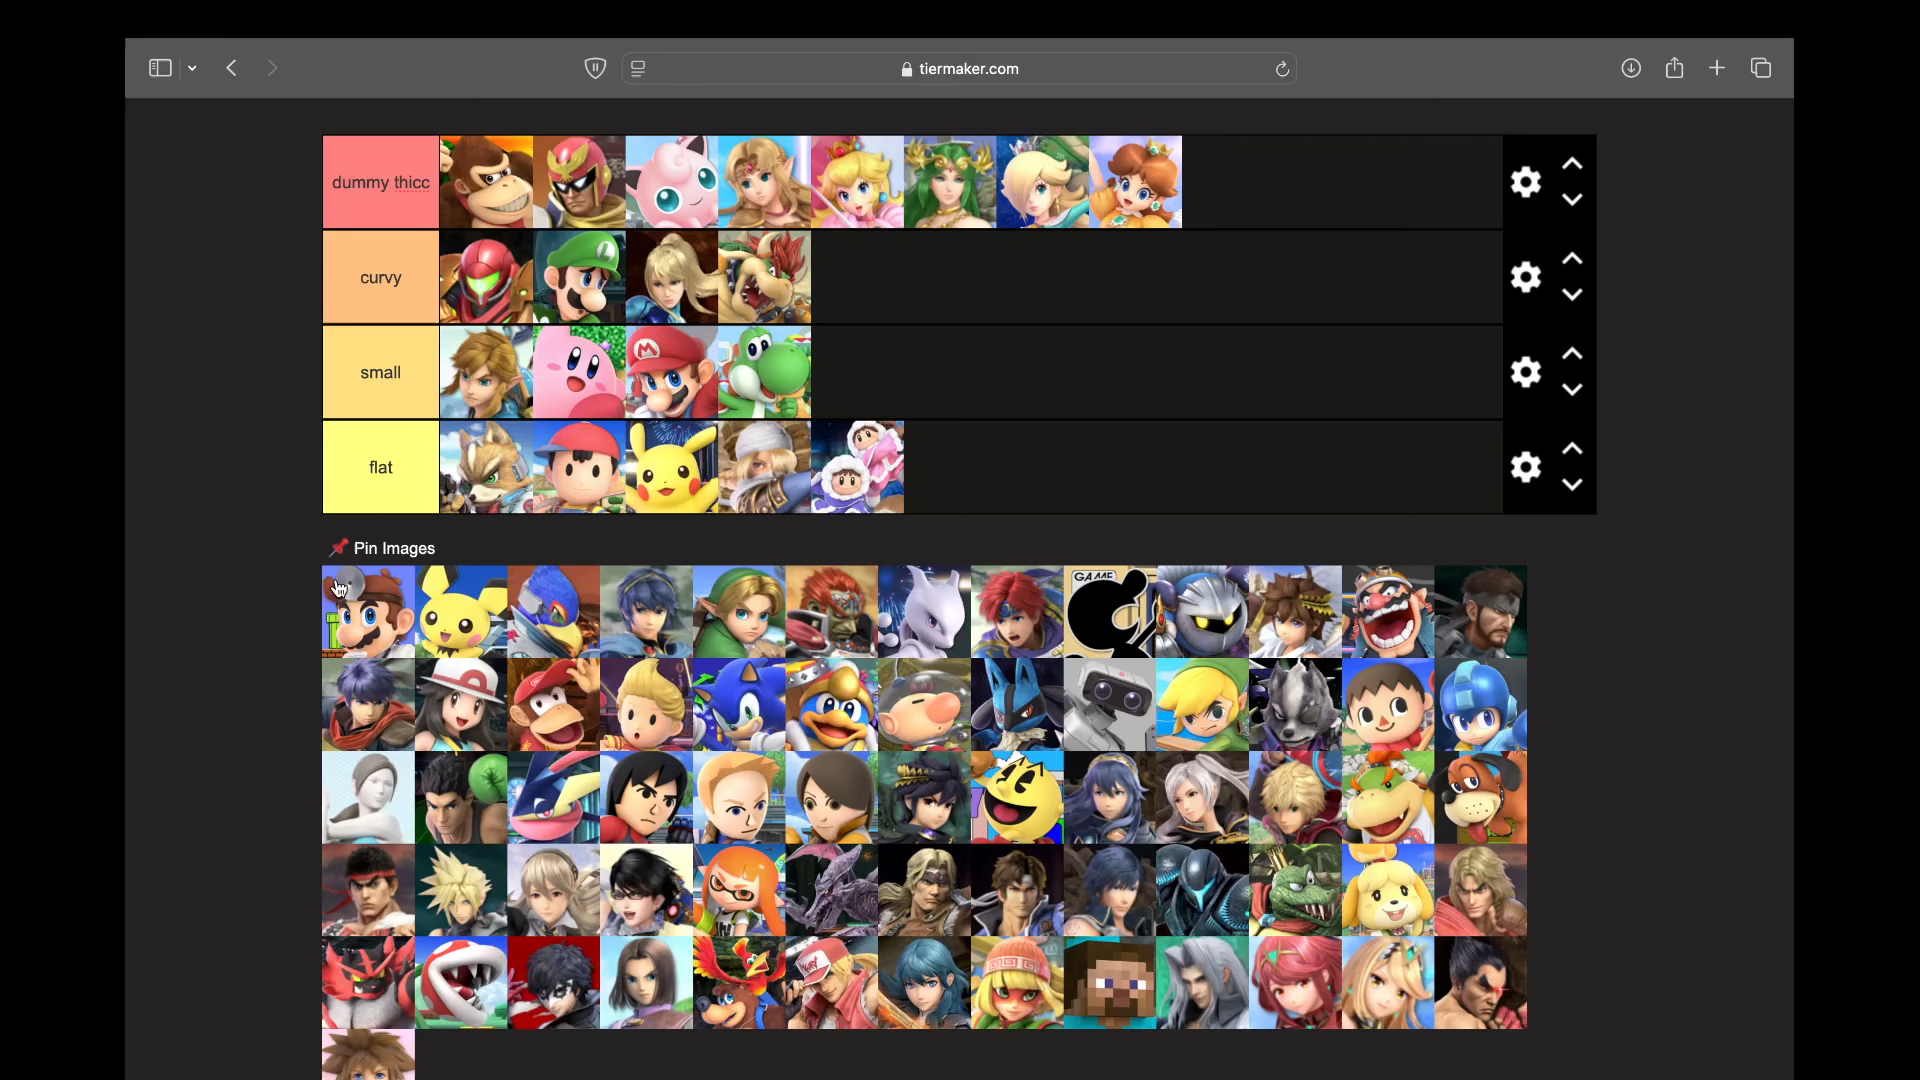 tiermaker.com
dummy thicc
curvy
small
flat
Pin Images
GAME